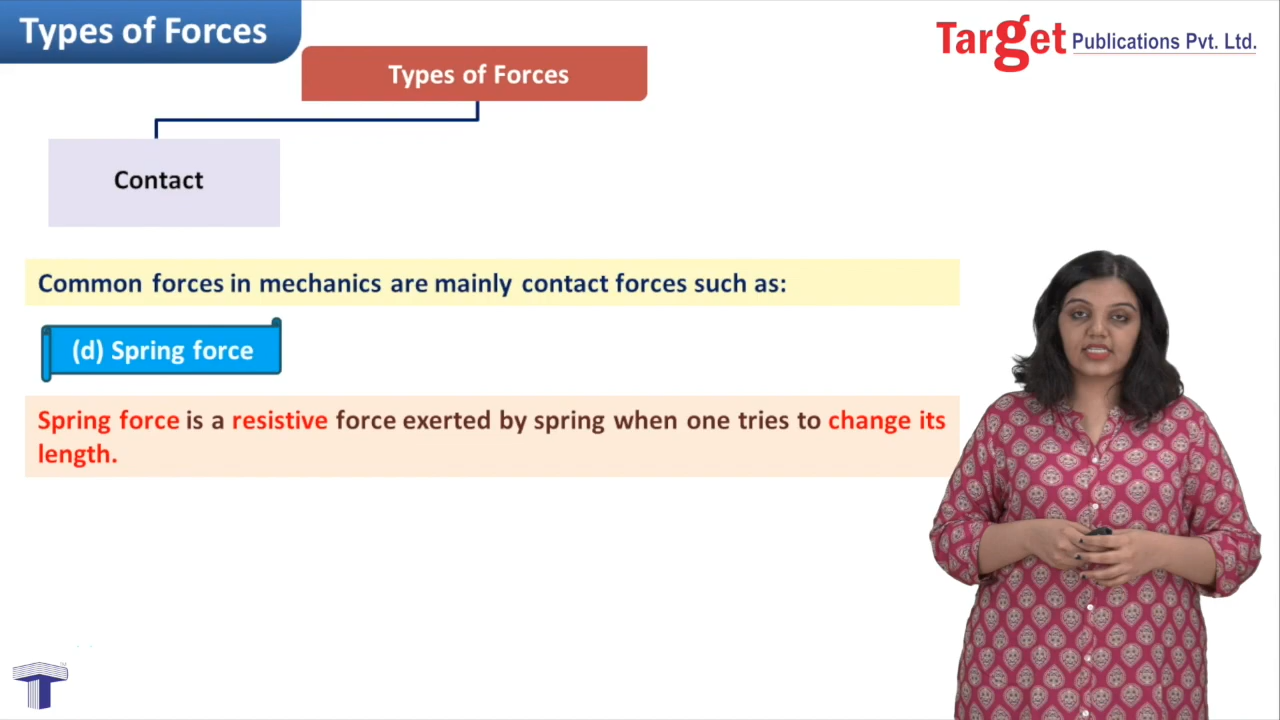 Types of Forces
Target Publications Pvt. Ltd.
Types of Forces
Contact
Common forces in mechanics are mainly contact forces such as:
(d) Spring force
Spring force is a resistive force exerted by spring when one tries to change its
length.